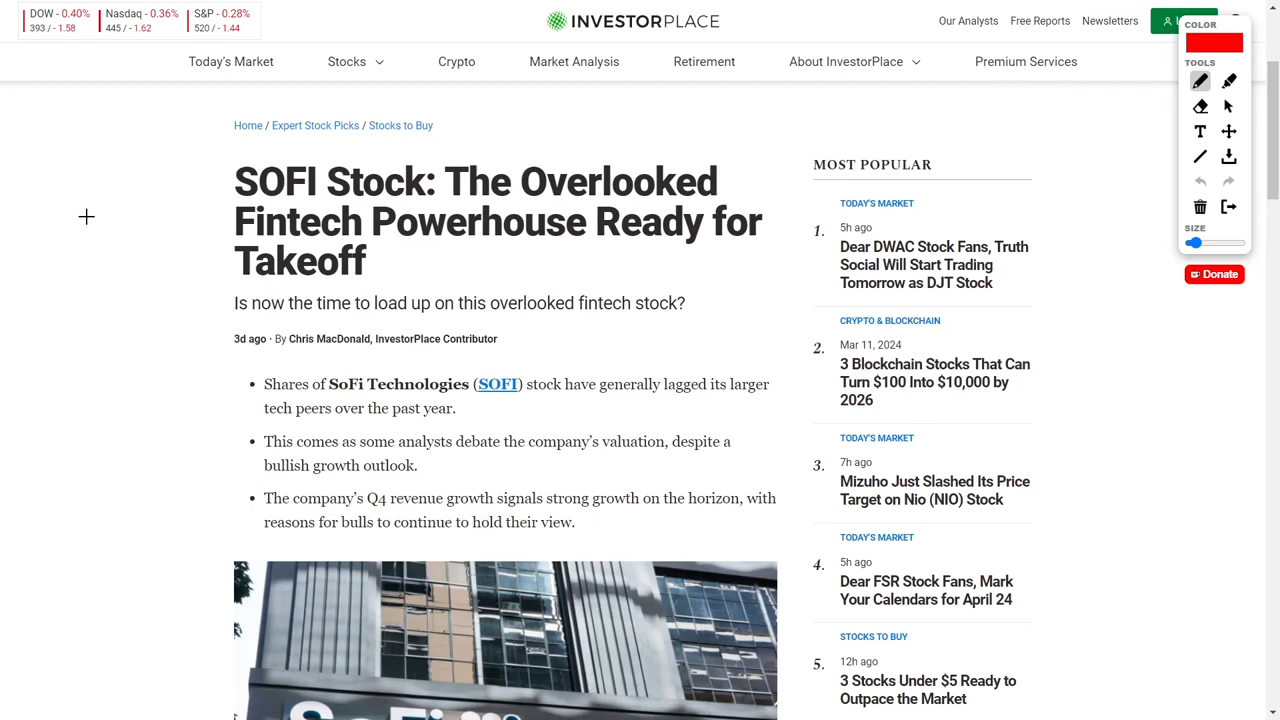 DOW - 0.40%
393 / - 1.58
Nasdaq - 0.36%
445 / - 1.62
S&P - 0.28%
520 / - 1.44
INVESTORPLACE
Our Analysts
Free Reports
Newsletters
Today's Market
Stocks
Crypto
Market Analysis
Retirement
About InvestorPlace
Premium Services
Home / Expert Stock Picks / Stocks to Buy
SOFI Stock: The Overlooked
Fintech Powerhouse Ready for
Takeoff
Is now the time to load up on this overlooked fintech stock?
3d ago · By Chris MacDonald, InvestorPlace Contributor
• Shares of SoFi Technologies (SOFI) stock have generally lagged its larger
tech peers over the past year.
• This comes as some analysts debate the company’s valuation, despite a
bullish growth outlook.
• The company’s Q4 revenue growth signals strong growth on the horizon, with
reasons for bulls to continue to hold their view.
SoFi
MOST POPULAR
TODAY'S MARKET
1.
5h ago
Dear DWAC Stock Fans, Truth
Social Will Start Trading
Tomorrow as DJT Stock
CRYPTO & BLOCKCHAIN
2.
Mar 11, 2024
3 Blockchain Stocks That Can
Turn $100 Into $10,000 by
2026
TODAY'S MARKET
3.
7h ago
Mizuho Just Slashed Its Price
Target on Nio (NIO) Stock
TODAY'S MARKET
4.
5h ago
Dear FSR Stock Fans, Mark
Your Calendars for April 24
STOCKS TO BUY
5.
12h ago
3 Stocks Under $5 Ready to
Outpace the Market
COLOR
TOOLS
T
SIZE
Donate